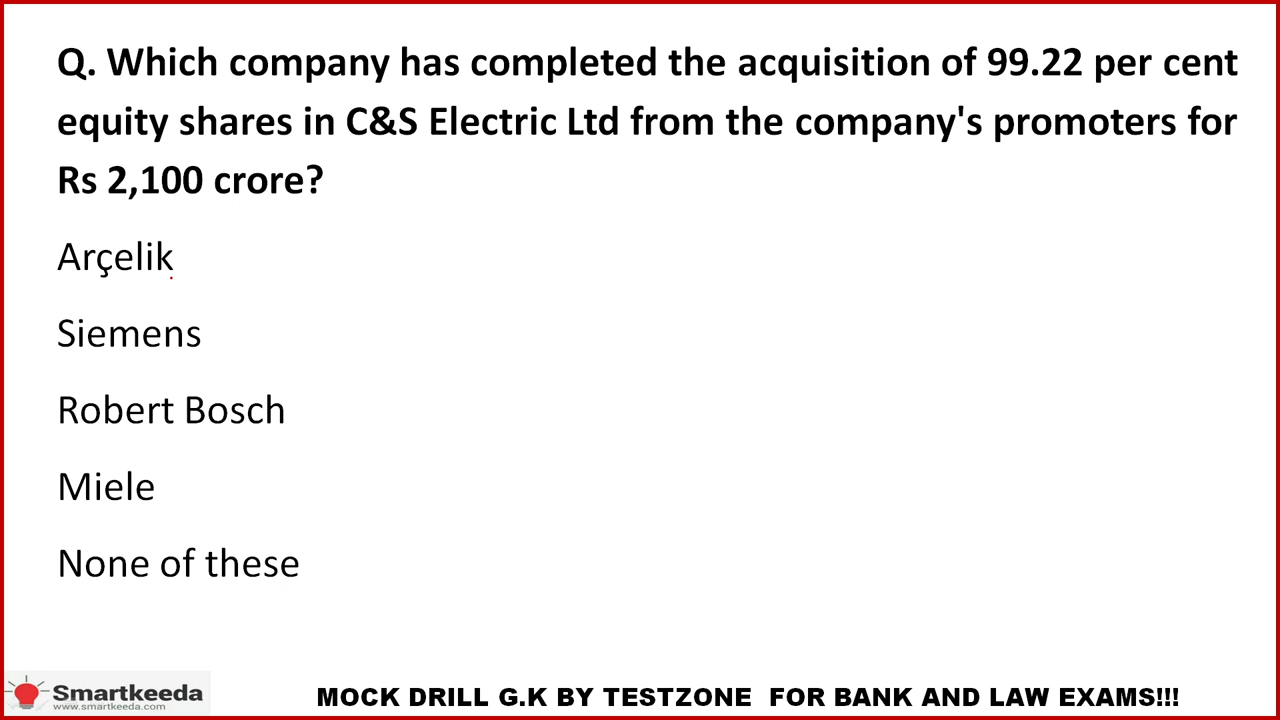 Q. Which company has completed the acquisition of 99.22 per cent
equity shares in C&S Electric Ltd from the company's promoters for
Rs 2,100 crore?
Arçelik
Siemens
Robert Bosch
Miele
None of these
Smartkeeda
www.smartkeeda.com
MOCK DRILL G.K BY TESTZONE FOR BANK AND LAW EXAMS!!!